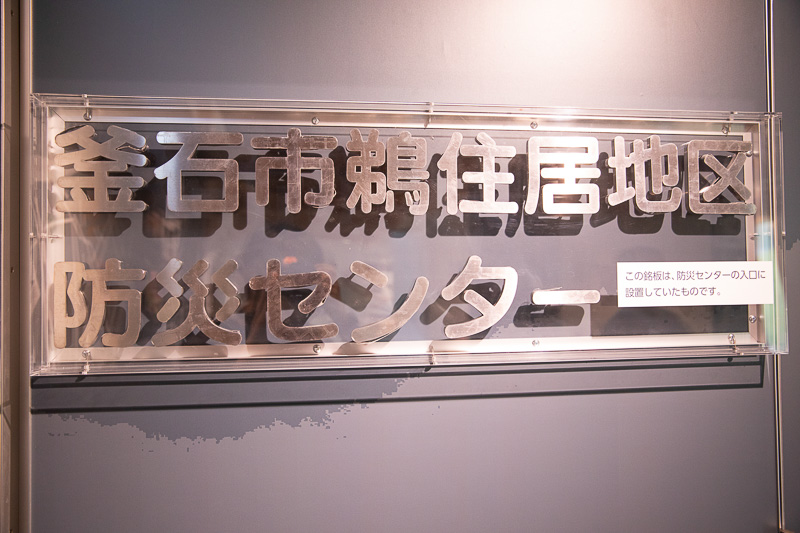 釜石市鵜住居地区
防災センター
この銘板は、防災センターの入口に
設置していたものです。